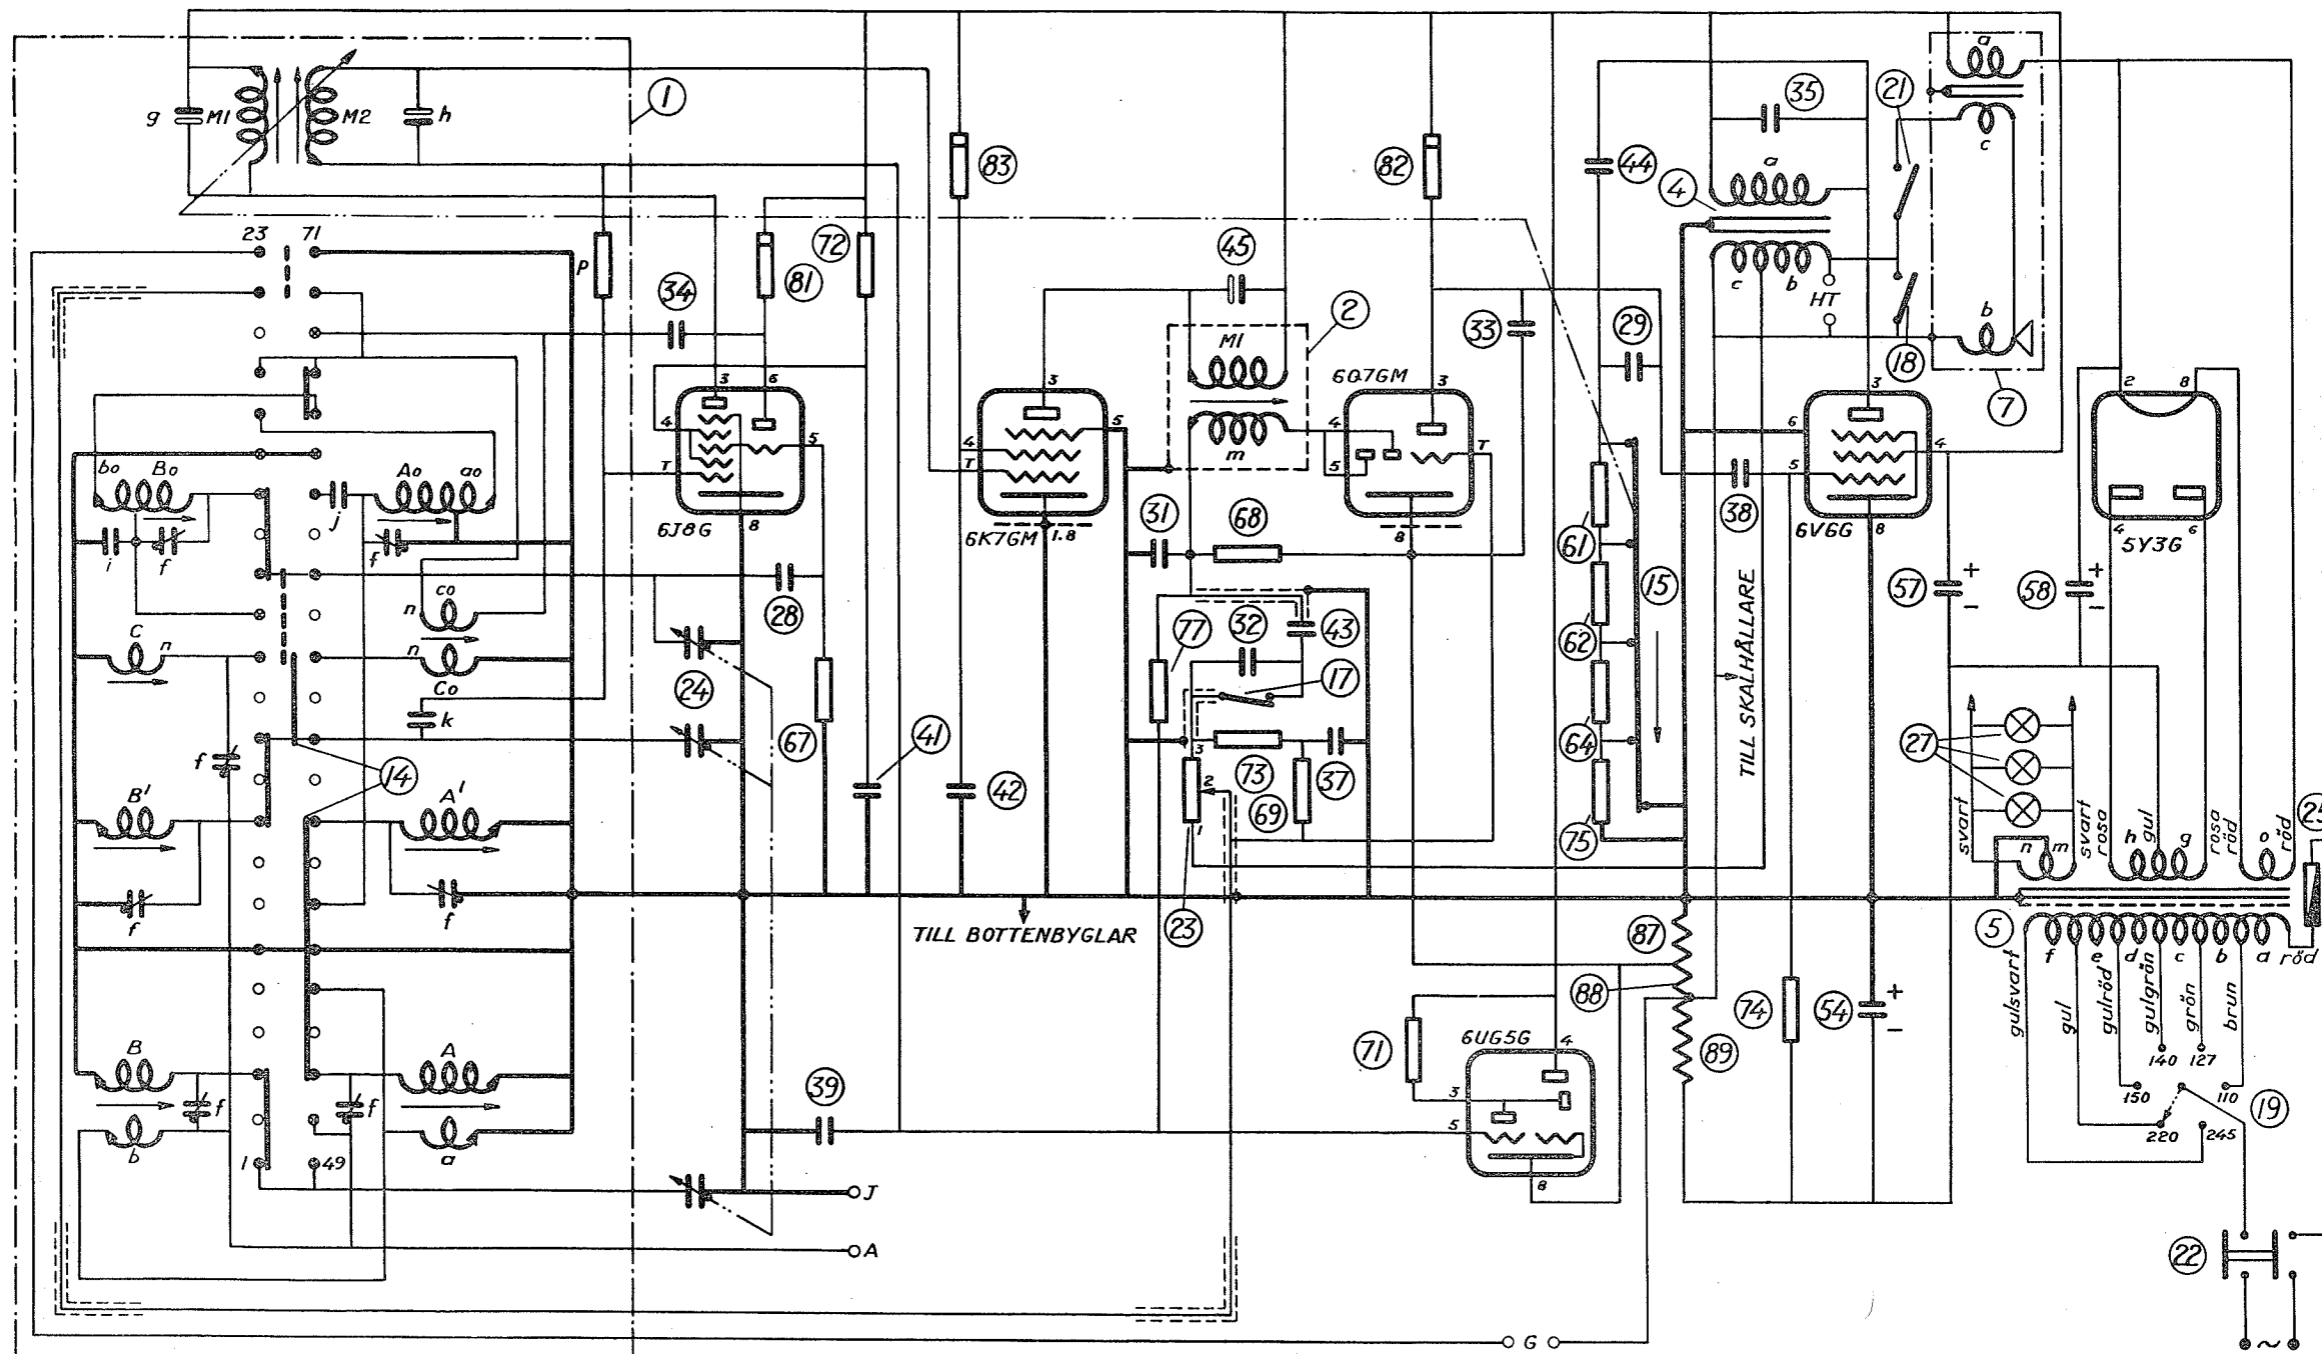 a
1
21
35
g
M1
M2
h
c
83
82
44
a
4
23
71
P
34
81
72
45
c
b
HT
b
2
M1
33
29
18
7
3
6
3
6Q7GM
3
3
2
8
4
5
4
5
m
4
T
6
4
T
T
5
5
bo
Bo
Ao
ao
j
8
8
38
8
4
6
6J8G
6K7GM
1.8
31
68
61
6V6G
5Y3G
i
f
f
28
57
+
-
58
+
-
co
n
77
32
43
62
15
C
n
n
Co
24
17
TILL SKALHÅLLARE
k
67
41
42
3
73
37
64
27
f
14
2
69
75
B'
A'
23
1
svart
n
m
svart
rosa
h
gul
g
rosa
röd
o
röd
25
f
f
TILL BOTTENBYGLAR
87
5
gulsvart
f
gul
e
gulröd
d
gulgrön
c
grön
b
brun
a
röd
88
71
6UG5G
4
89
74
54
+
-
B
A
39
3
140
127
150
110
19
f
f
5
220
245
b
a
1
49
8
J
A
22
G
~